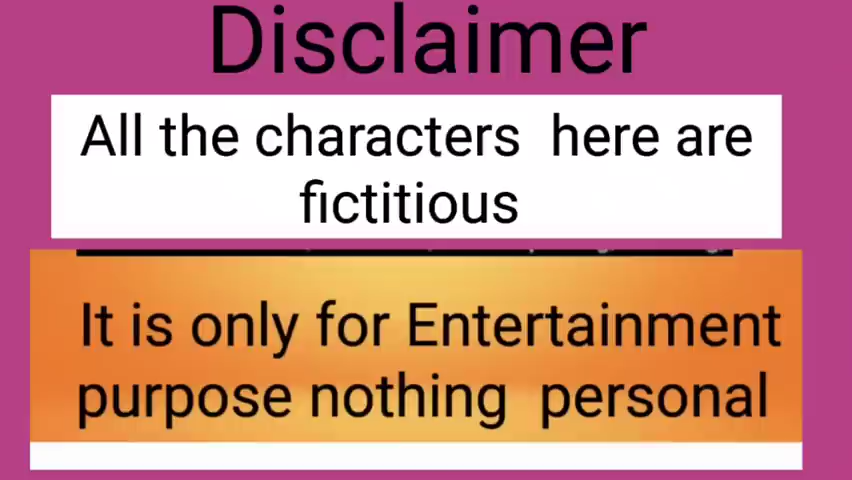 Disclaimer
All the characters here are
fictitious
It is only for Entertainment
purpose nothing personal